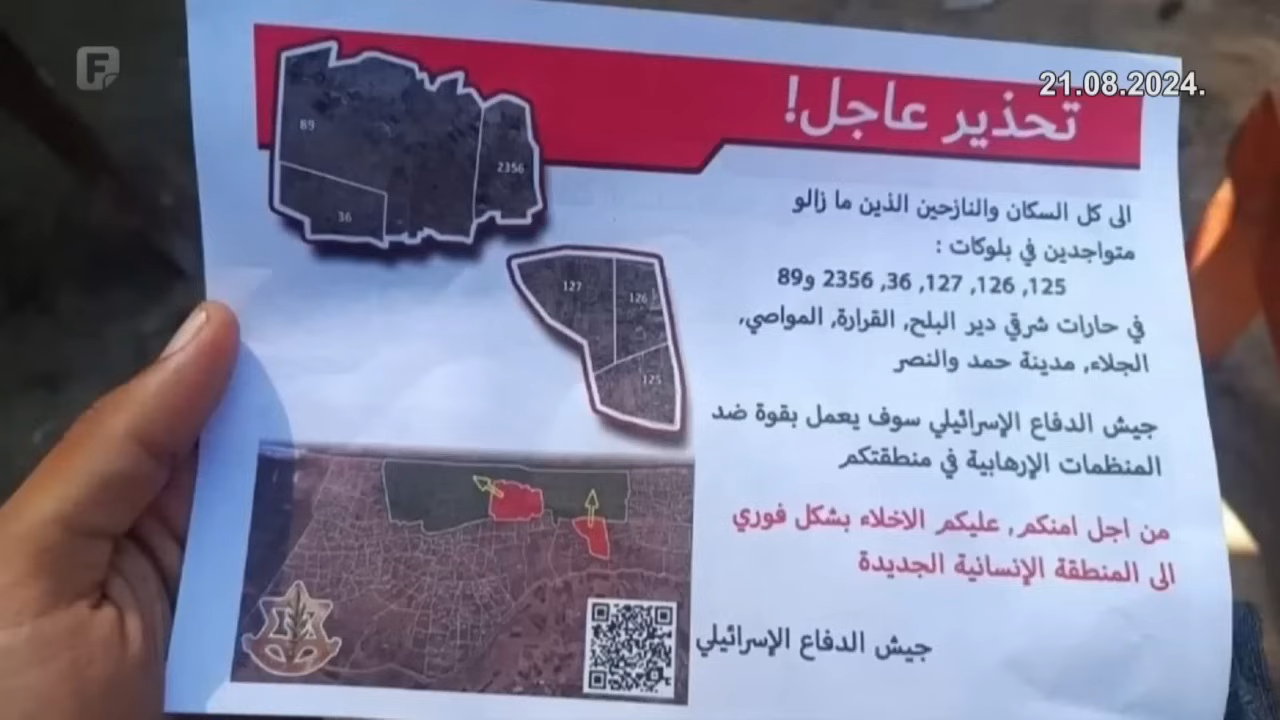 F
21.08.2024.
تحذير عاجل!
89
2356
36
127
126
125
الى كل السكان والنازحين الذين ما زالو
متواجدين في بلوكات :
125, 126, 127, 36, 2356 و89
في حارات شرقي دير البلح, القرارة, المواصي,
الجلاء, مدينة حمد والنصر
جيش الدفاع الإسرائيلي سوف يعمل بقوة ضد
المنظمات الإرهابية في منطقتكم
من اجل امنكم, عليكم الاخلاء بشكل فوري
الى المنطقة الإنسانية الجديدة
جيش الدفاع الإسرائيلي